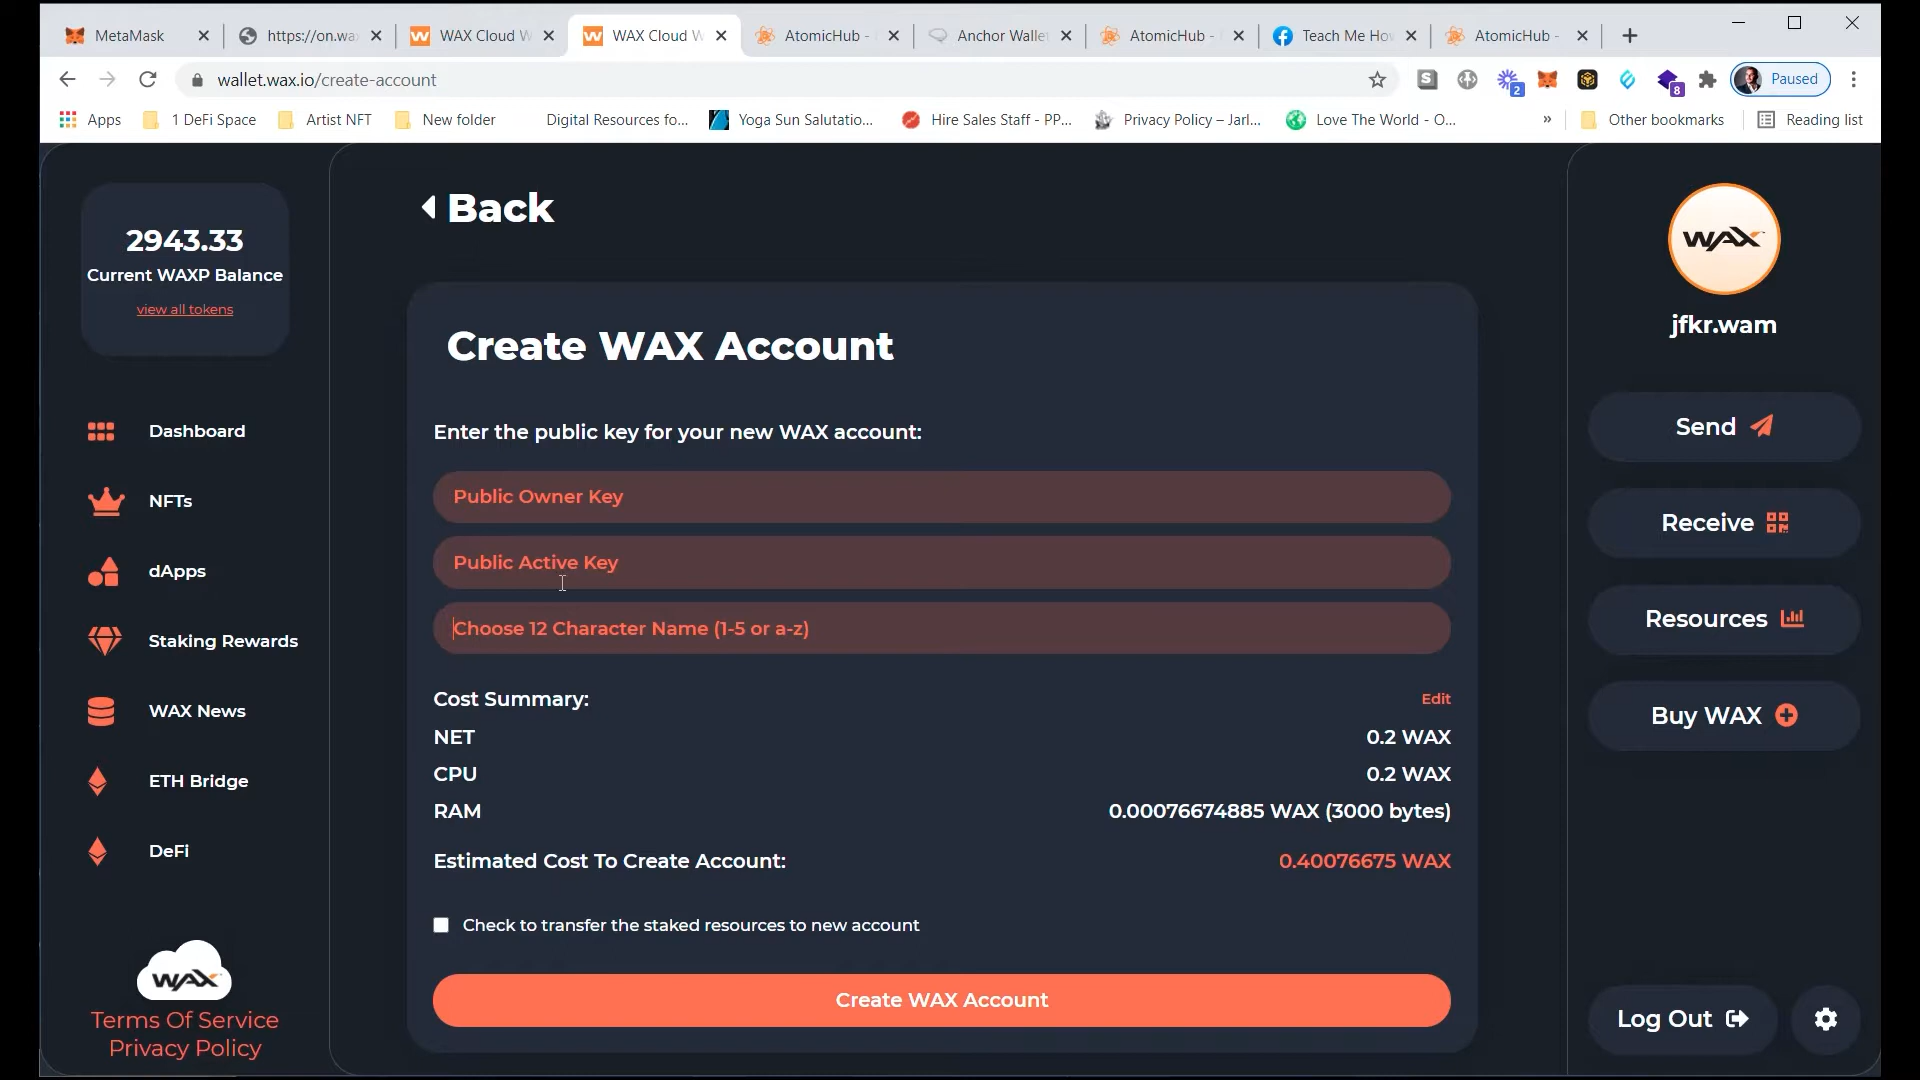 MetaMask
https://on.wa
WAX Cloud W
WAX Cloud W
AtomicHub -
Anchor Walle
AtomicHub -
Teach Me Ho
AtomicHub -
wallet.wax.io/create-account
S
2
8
Paused
Apps
1 DeFi Space
Artist NFT
New folder
Digital Resources fo...
Yoga Sun Salutatio...
Hire Sales Staff - PP...
Privacy Policy – Jarl...
Love The World - O...
»
Other bookmarks
Reading list
2943.33
Current WAXP Balance
view all tokens
Dashboard
NFTs
dApps
Staking Rewards
WAX News
ETH Bridge
DeFi
WAX
Terms Of Service
Privacy Policy
Back
Create WAX Account
Enter the public key for your new WAX account:
Public Owner Key
Public Active Key
Choose 12 Character Name (1-5 or a-z)
Cost Summary:
Edit
NET
0.2 WAX
CPU
0.2 WAX
RAM
0.00076674885 WAX (3000 bytes)
Estimated Cost To Create Account:
0.40076675 WAX
Check to transfer the staked resources to new account
Create WAX Account
WAX
jfkr.wam
Send
Receive
Resources
Buy WAX
Log Out